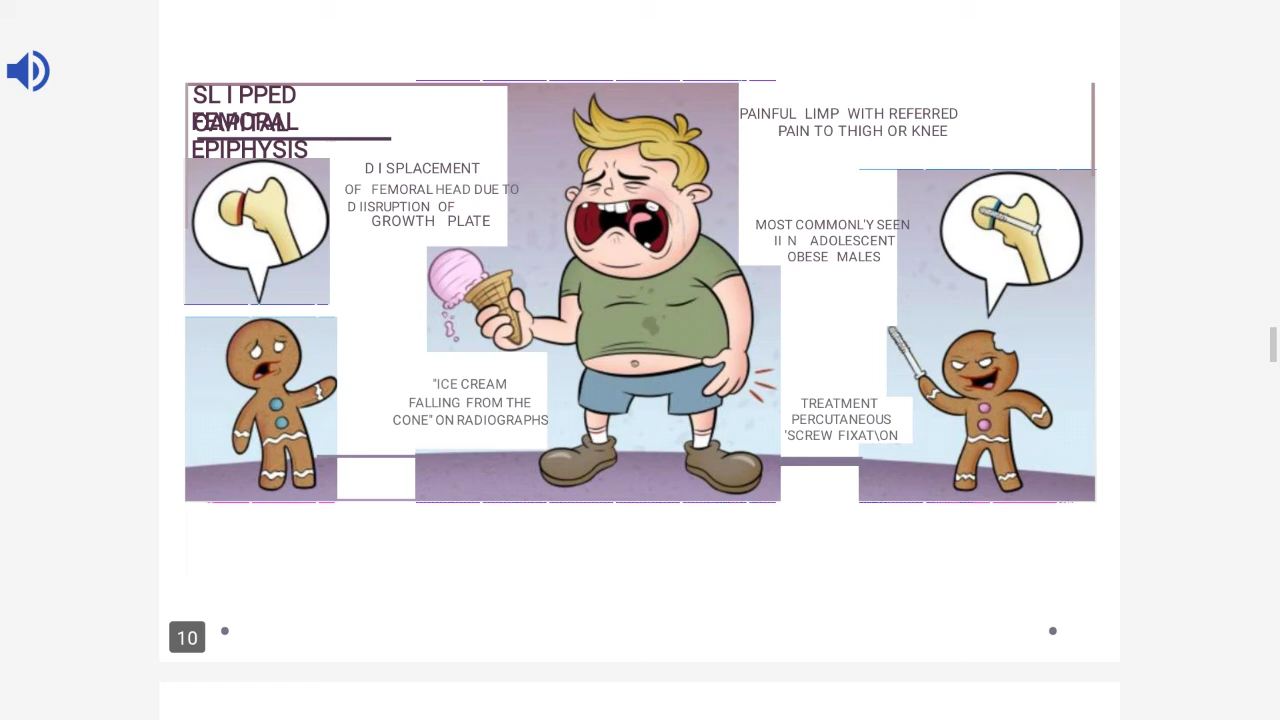 SL I PPED
FEMORAL
CAPITAL
EPIPHYSIS
D I SPLACEMENT
OF FEMORAL HEAD DUE TO
D IISRUPTION OF
GROWTH PLATE
"ICE CREAM
FALLING FROM THE
CONE" ON RADIOGRAPHS
PAINFUL LIMP WITH REFERRED
PAIN TO THIGH OR KNEE
MOST COMMONL'Y SEEN
II N ADOLESCENT
OBESE MALES
TREATMENT
PERCUTANEOUS
'SCREW FIXAT\ON
10